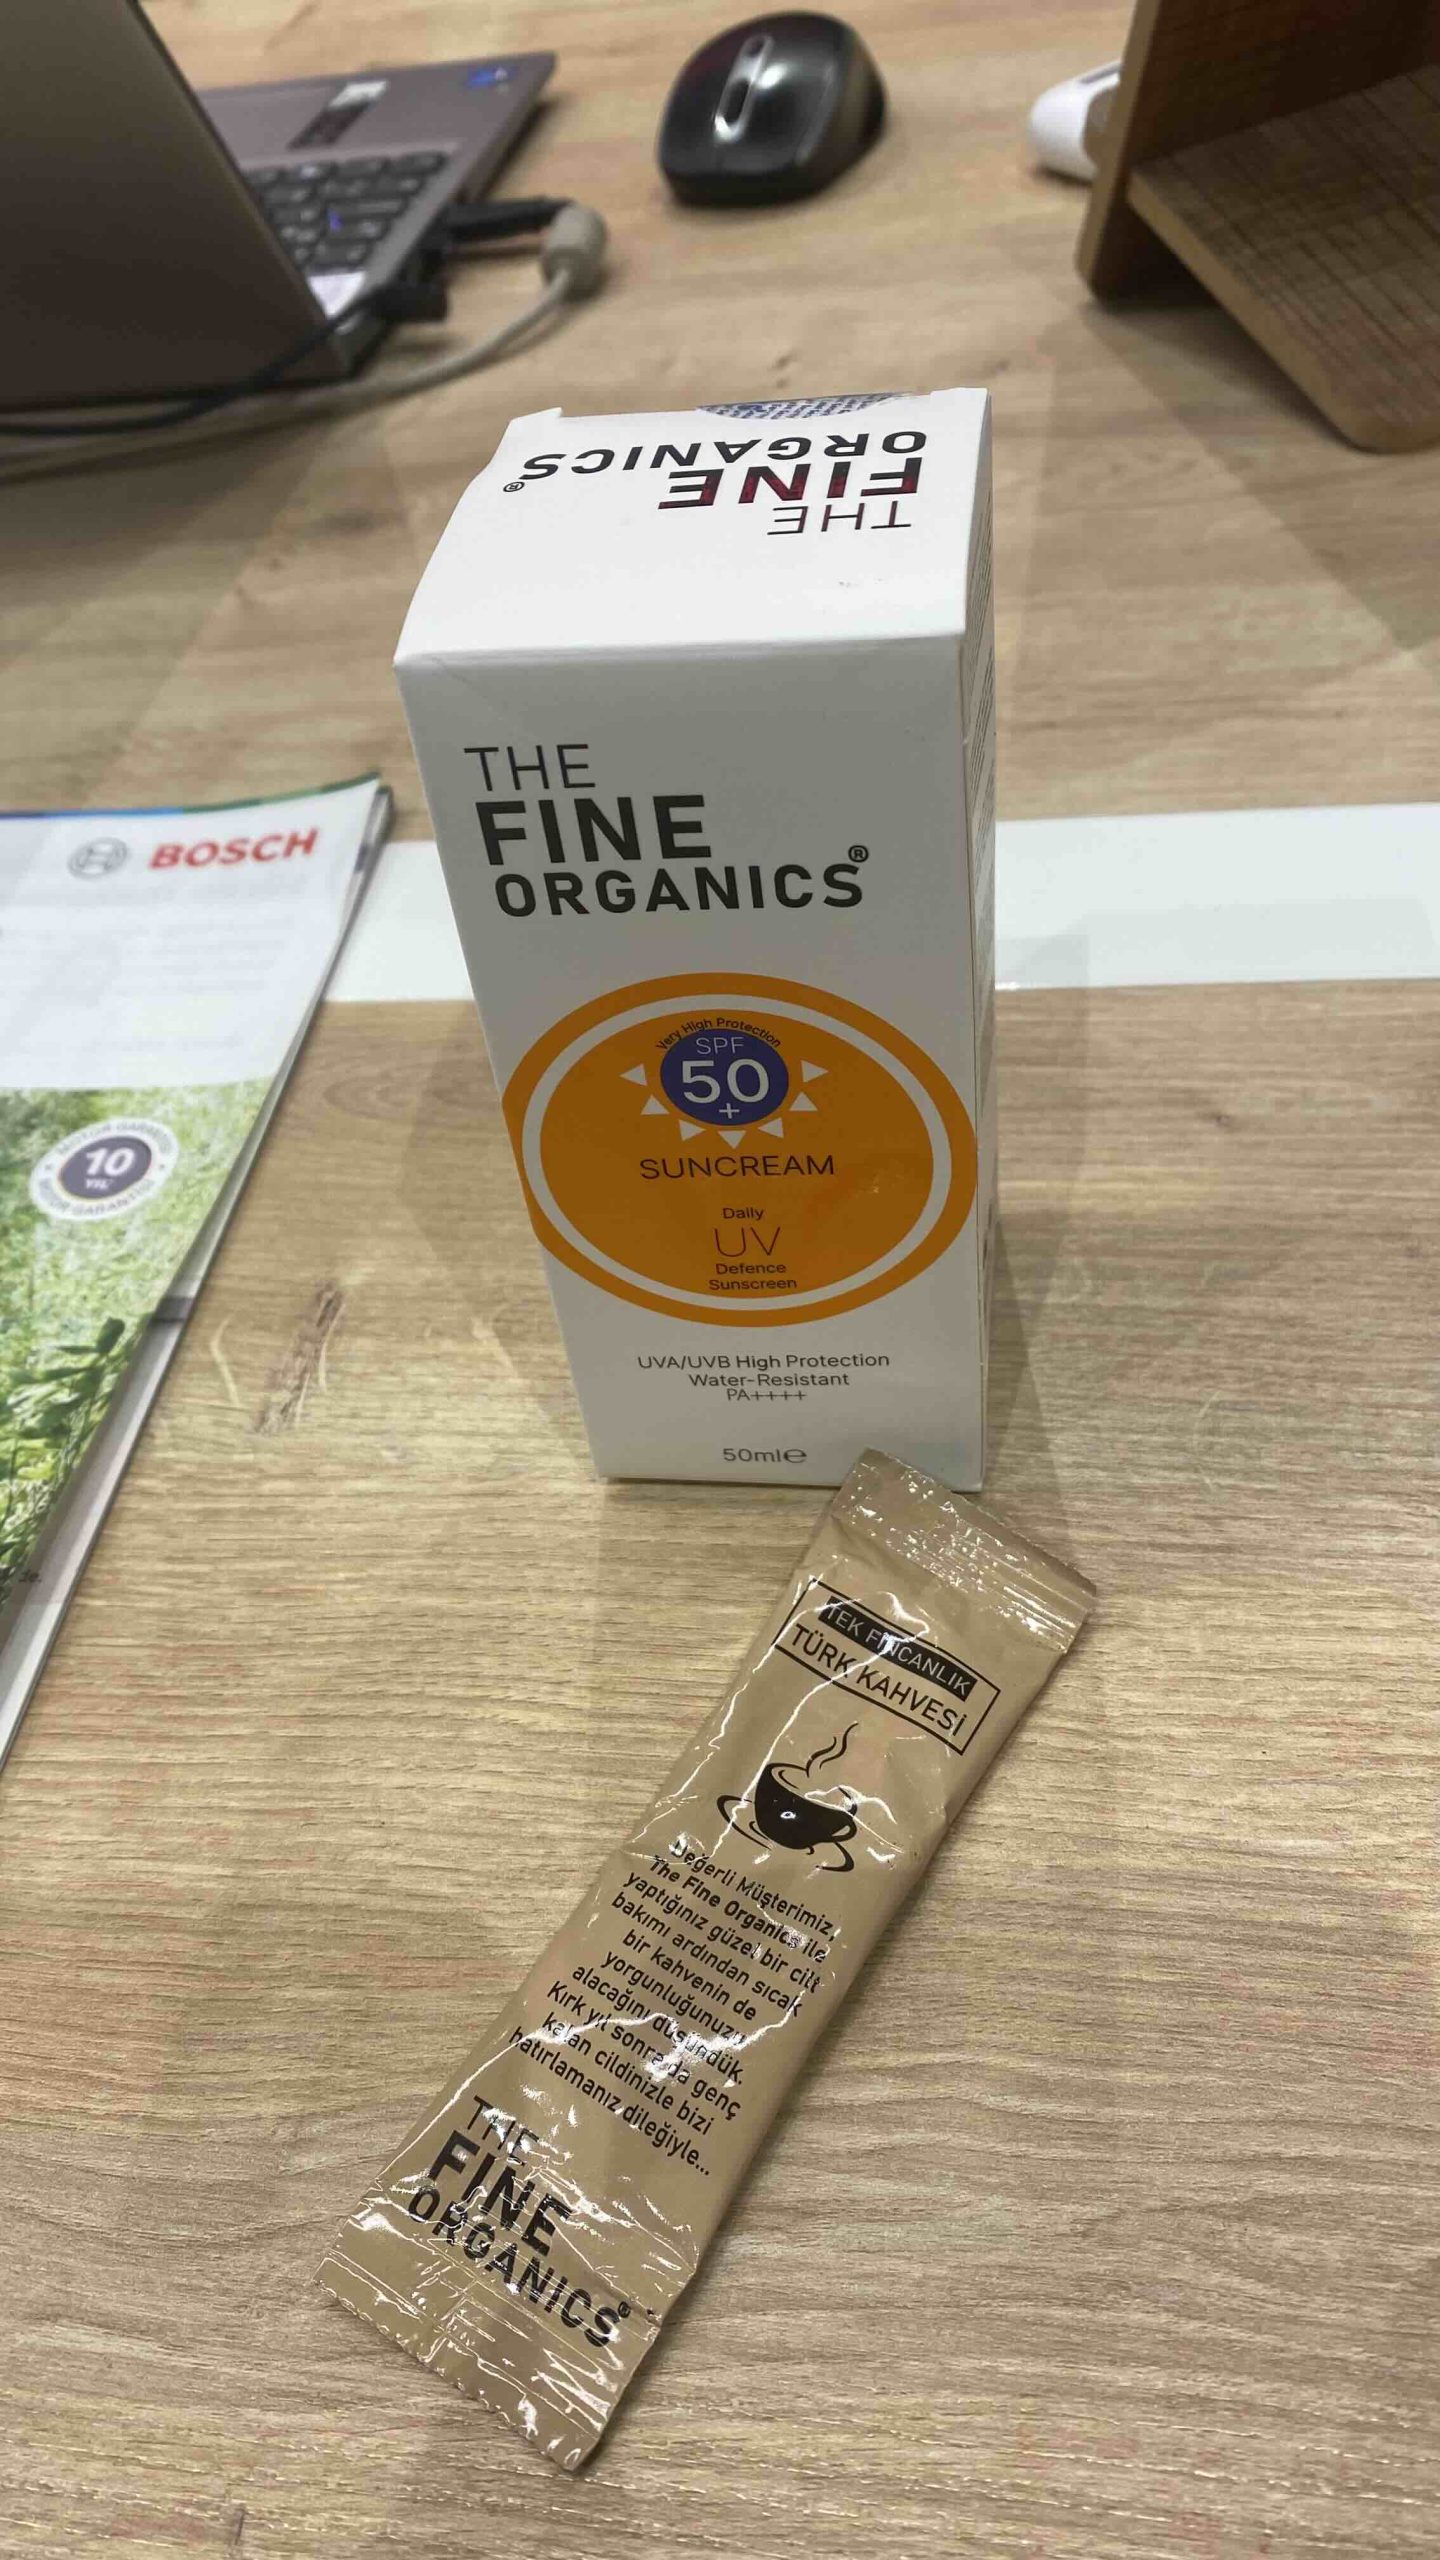 THE
FINE
ORGANICS®
THE
FINE
ORGANICS®
Very High Protection
SPF
50
+
SUNCREAM
Daily
UV
Defence
Sunscreen
UVA/UVB High Protection
Water-Resistant
PA++++
50ml℮
BOSCH
10
YIL
TEK FİNCANLIK
TÜRK KAHVESİ
Değerli Müşterimiz,
The Fine Organics ile
yaptığınız güzel bir cilt
bakımı ardından sıcak
bir kahvenin de
yorgunluğunuzu
alacağını düşündük.
Kırk yıl sonra da genç
kalan cildinizle bizi
hatırlamanız dileğiyle...
THE
FINE
ORGANICS®